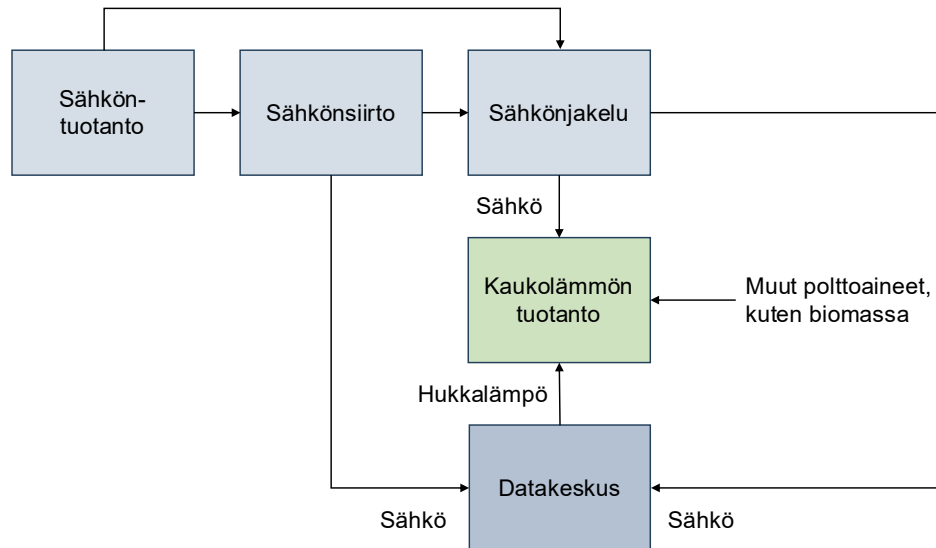 Sähkön-
tuotanto
Sähkönsiirto
Sähkönjakelu
Sähkö
Kaukolämmön
tuotanto
Muut polttoaineet,
kuten biomassa
Hukkalämpö
Datakeskus
Sähkö
Sähkö